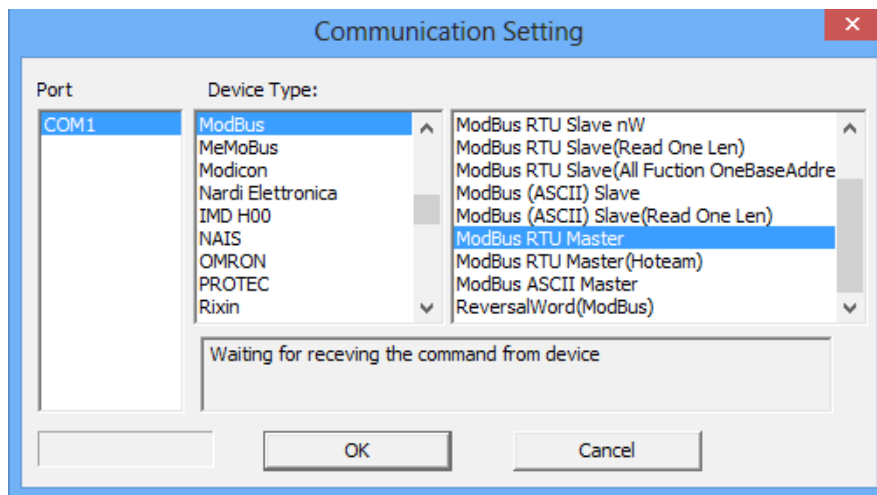 Communication Setting
Port
Device Type:
COM1
ModBus
MeMoBus
Modicon
Nardi Elettronica
IMD H00
NAIS
OMRON
PROTEC
Rixin
ModBus RTU Slave nW
ModBus RTU Slave(Read One Len)
ModBus RTU Slave(All Fuction OneBaseAddre
ModBus (ASCII) Slave
ModBus (ASCII) Slave(Read One Len)
ModBus RTU Master
ModBus RTU Master(Hoteam)
ModBus ASCII Master
ReversalWord(ModBus)
Waiting for receving the command from device
OK
Cancel